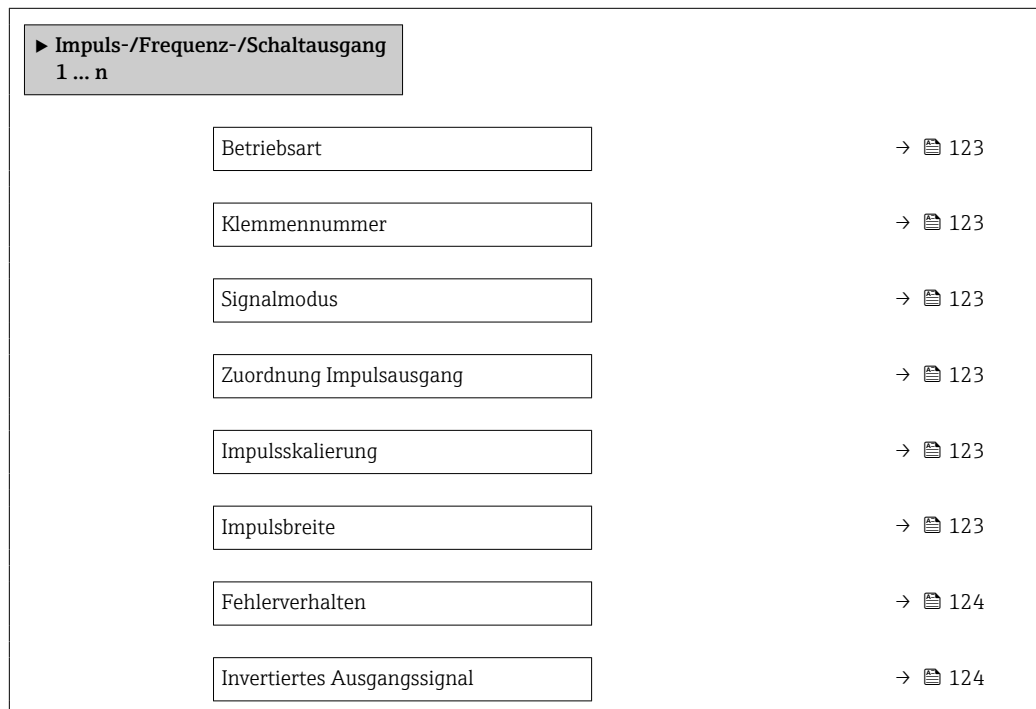 ▶ Impuls-/Frequenz-/Schaltausgang
1 … n
Betriebsart → 123
Klemmennummer → 123
Signalmodus → 123
Zuordnung Impulsausgang → 123
Impulsskalierung → 123
Impulsbreite → 123
Fehlerverhalten → 124
Invertiertes Ausgangssignal → 124